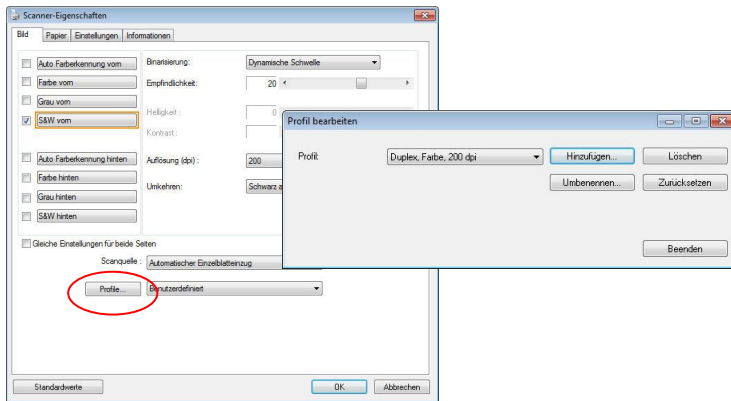 Scanner-Eigenschaften
Bild Papier Einstellungen Informationen
Auto Farberkennung vorn
Farbe vorn
Grau vorn
S&W vorn
Auto Farberkennung hinten
Farbe hinten
Grau hinten
S&W hinten
Binarisierung: Dynamische Schwelle
Empfindlichkeit: 20
Helligkeit : 0
Kontrast :
Auflösung (dpi) : 200
Umkehren: Schwarz a
Gleiche Einstellungen für beide Seiten
Scanquelle : Automatischer Einzelblatteinzug
Profile... Benutzerdefiniert
Standardwerte OK Abbrechen
Profil bearbeiten
Profil: Duplex, Farbe, 200 dpi Hinzufügen... Löschen
Umbenennen... Zurücksetzen
Beenden